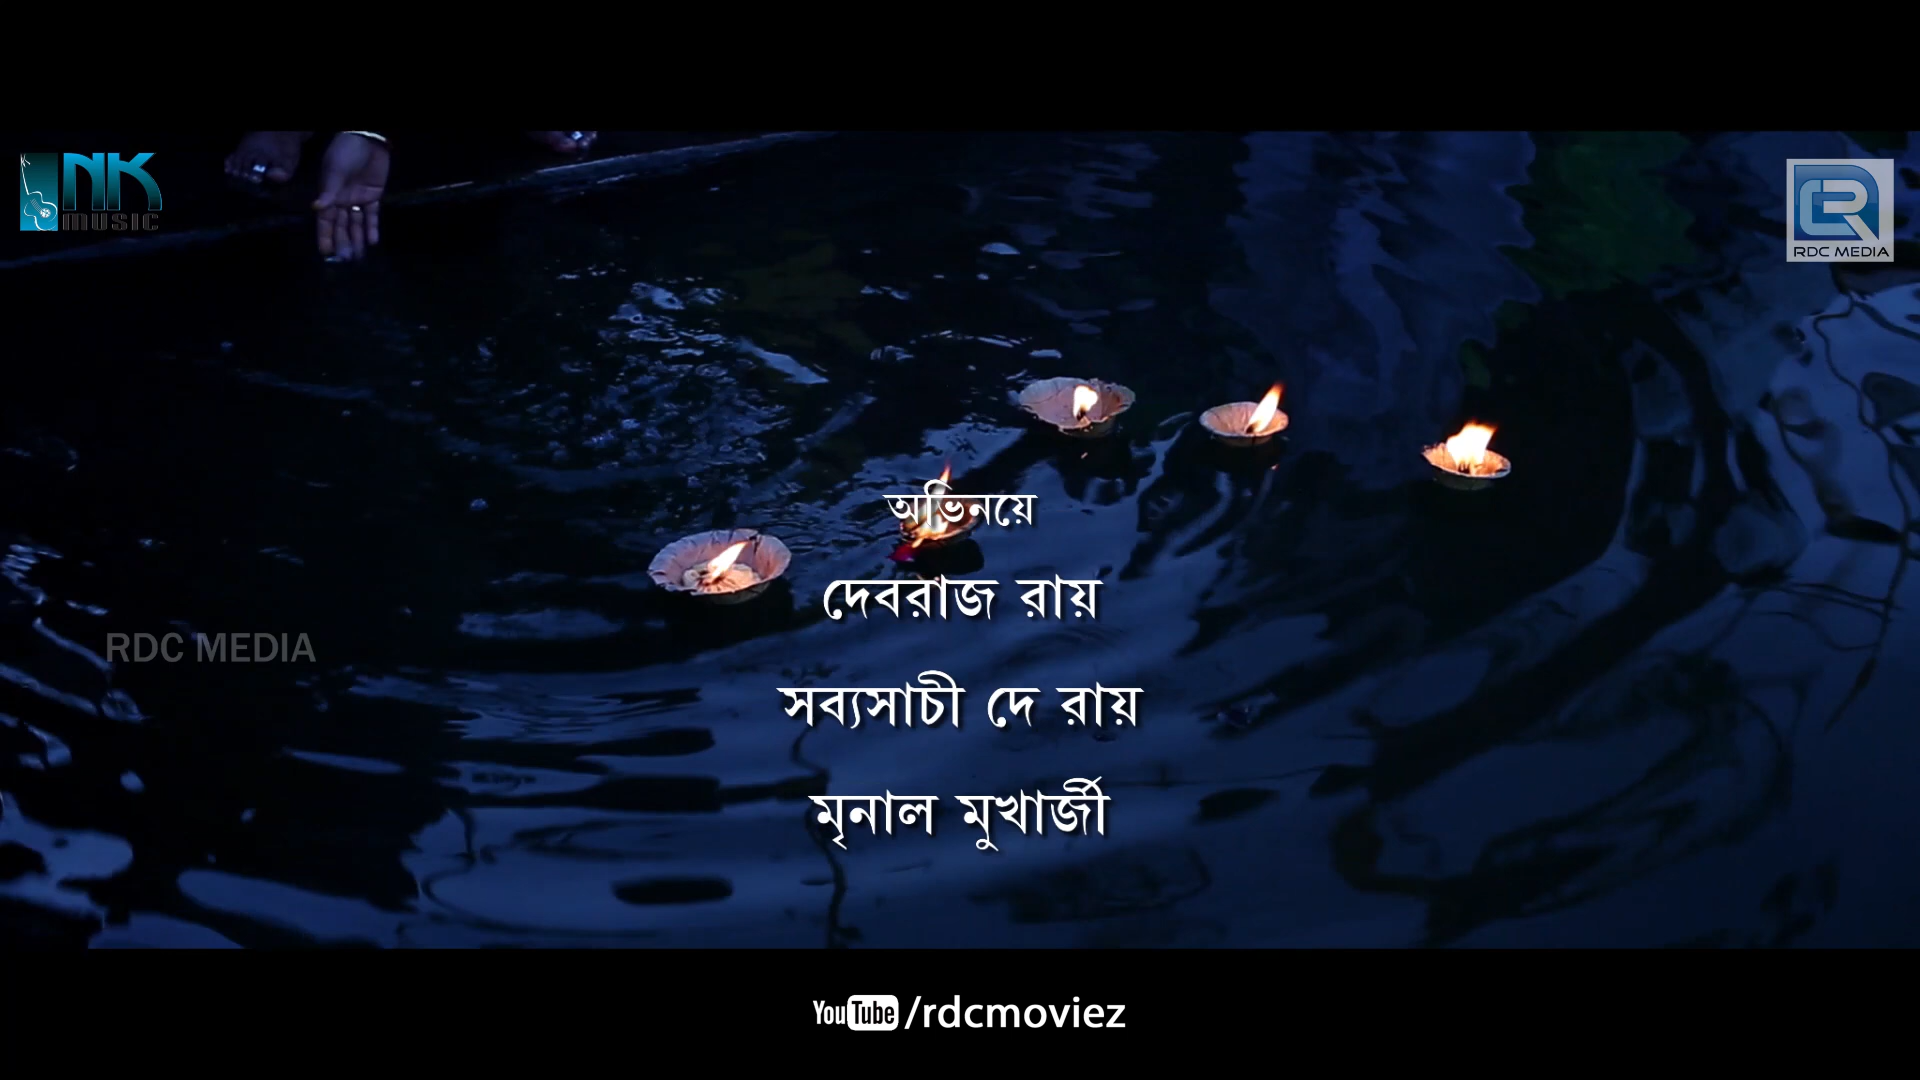 NK
MUSIC
RDC MEDIA
অভিনয়ে
দেবরাজ রায়
RDC MEDIA
সব্যসাচী দে রায়
মৃনাল মুখার্জী
YouTube /rdcmoviez